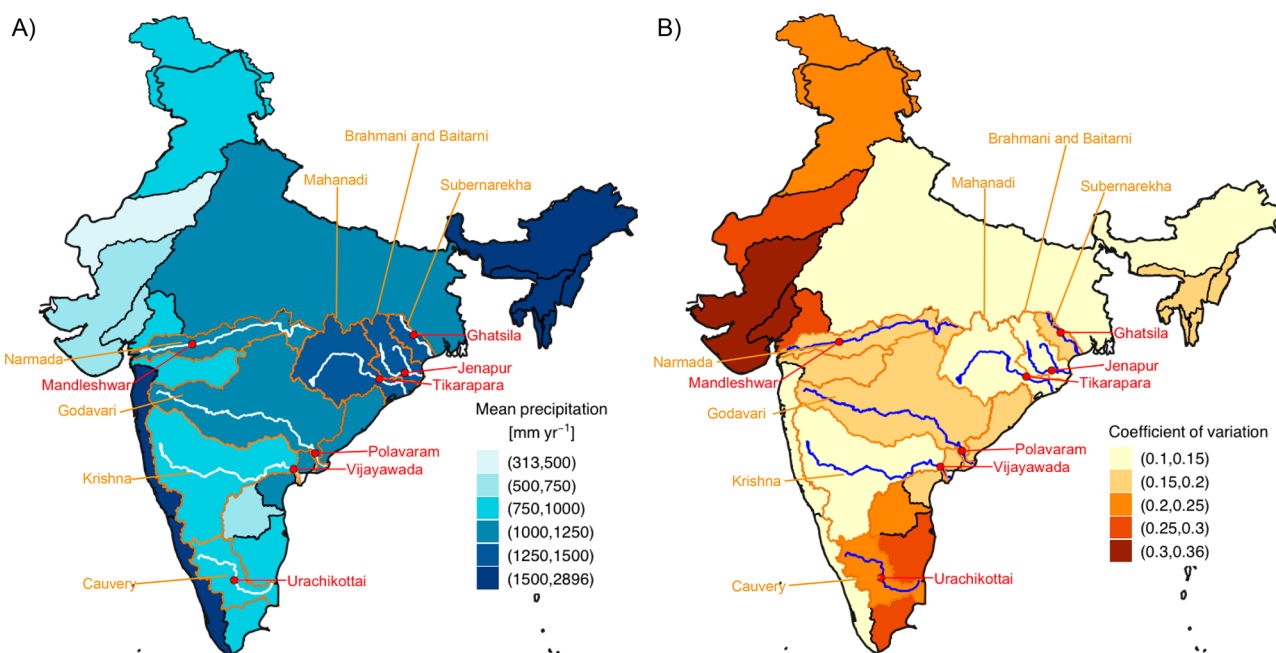 A)
Brahmani and Baitarni
Mahanadi
Subernarekha
Ghatsila
Narmada
Mandleshwar
Jenapur
Tikarapara
Godavari
Polavaram
Vijayawada
Krishna
Cauvery
Urachikottai
Mean precipitation
[mm yr⁻¹]
(313,500)
(500,750)
(750,1000)
(1000,1250)
(1250,1500)
(1500,2896)
B)
Brahmani and Baitarni
Mahanadi
Subernarekha
Ghatsila
Narmada
Mandleshwar
Jenapur
Tikarapara
Godavari
Polavaram
Vijayawada
Krishna
Cauvery
Urachikottai
Coefficient of variation
(0.1,0.15)
(0.15,0.2)
(0.2,0.25)
(0.25,0.3)
(0.3,0.36)